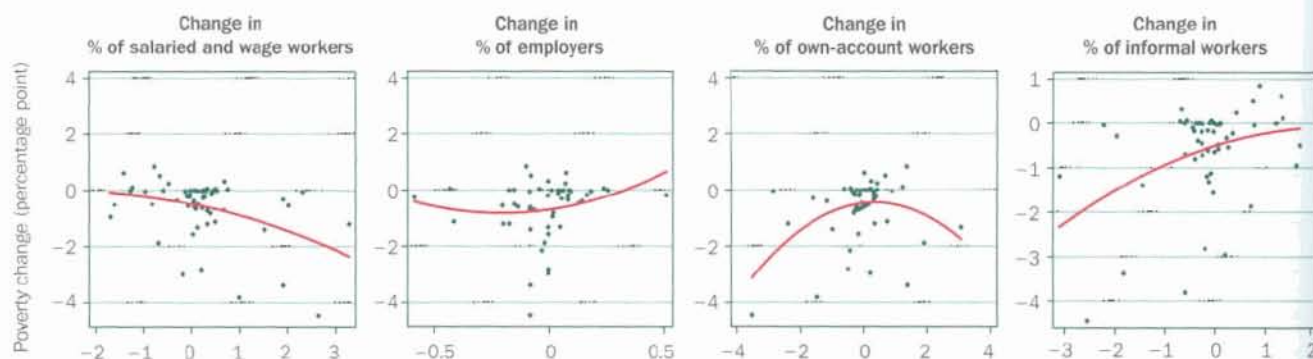 Change in
% of salaried and wage workers
Change in
% of employers
Change in
% of own-account workers
Change in
% of informal workers
Poverty change (percentage point)
4
2
0
−2
−4
−2 −1 0 1 2 3
4
2
0
−2
−4
−0.5 0 0.5
4
2
0
−2
−4
−4 −2 0 2 4
1
0
−1
−2
−3
−4
−3 −2 −1 0 1